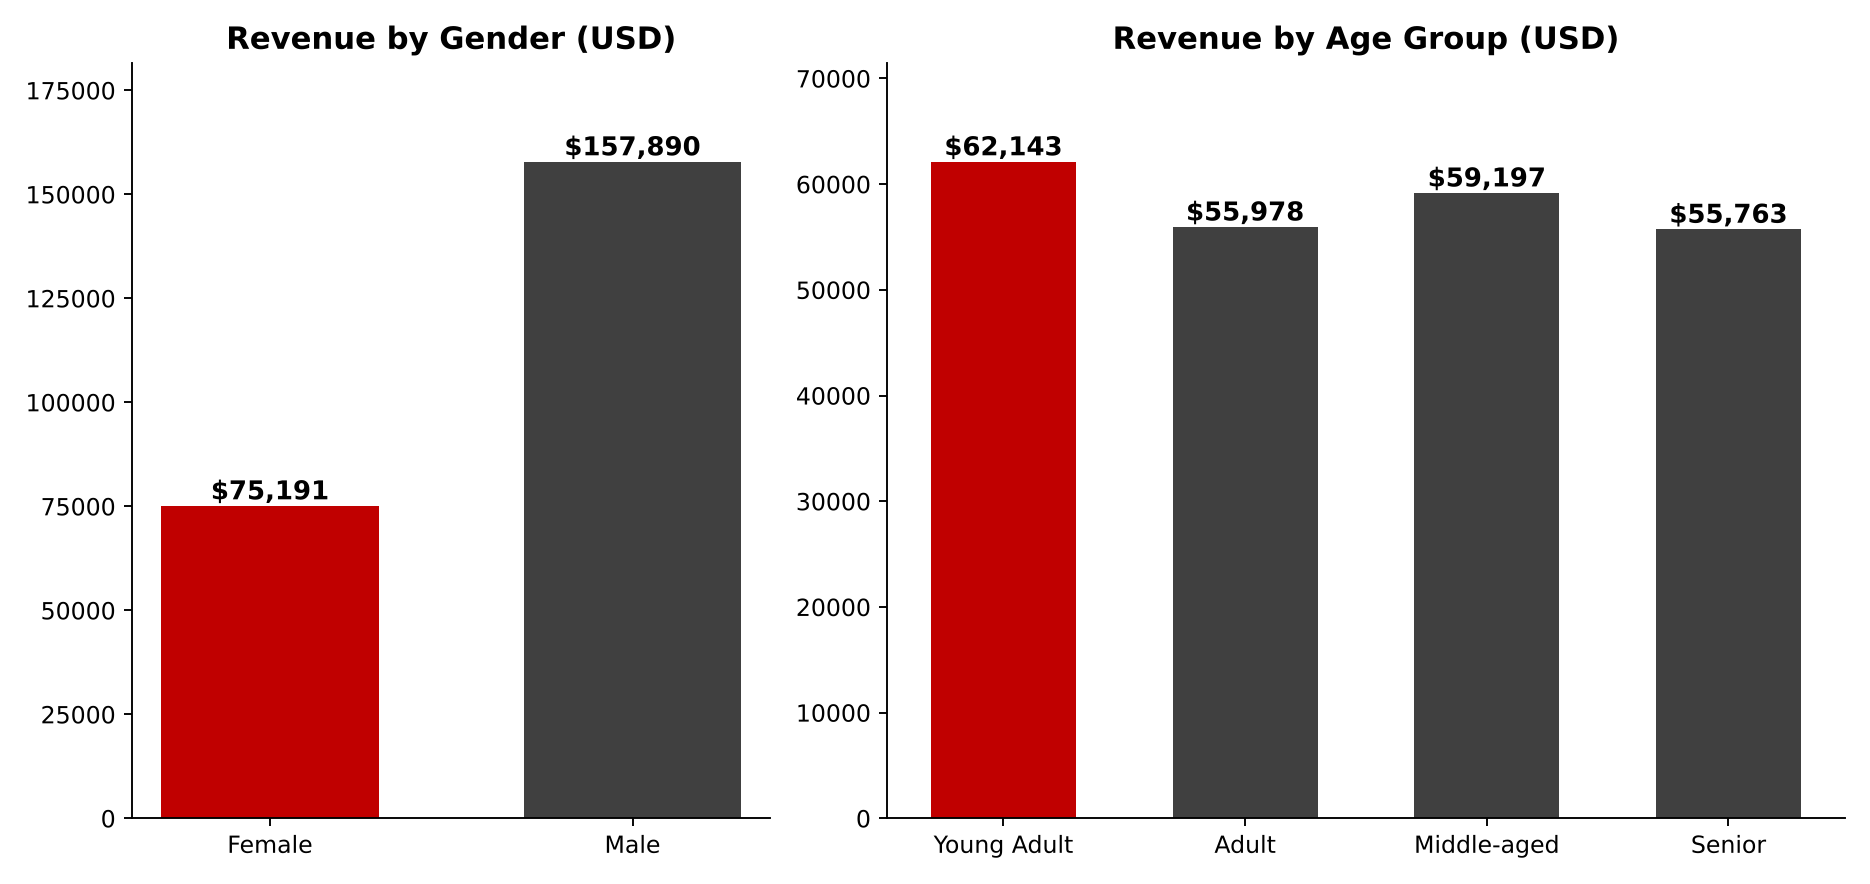 Revenue by Gender (USD)
175000
150000
125000
100000
75000
50000
25000
0
$75,191
$157,890
Female
Male
Revenue by Age Group (USD)
70000
60000
50000
40000
30000
20000
10000
0
$62,143
$55,978
$59,197
$55,763
Young Adult
Adult
Middle-aged
Senior